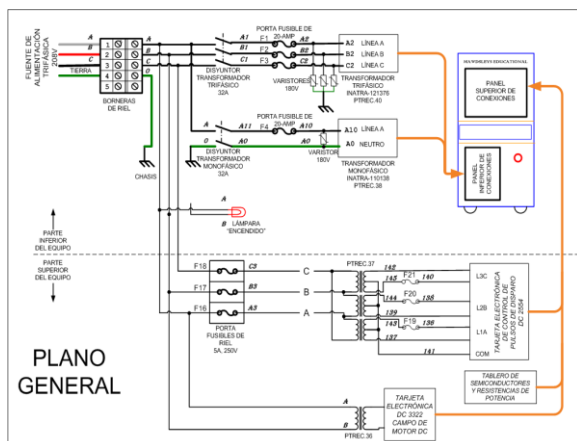 FUENTE DE
ALIMENTACIÓN
TRIFÁSICA
208V
A
B
C
TIERRA
1
2
3
4
5
A
B
C
0
BORNERAS
DE RIEL
CHASIS
A1
B1
C1
DISYUNTOR
TRANSFORMADOR
TRIFÁSICO
32A
PORTA FUSIBLE DE
20-AMP
F1
F2
F3
A2
B2
C2
VARISTORES
180V
A2 LÍNEA A
B2 LÍNEA B
C2 LÍNEA C
TRANSFORMADOR
TRIFÁSICO
INATRA-121376
PTREC.40
A
0
A11
A0
DISYUNTOR
TRANSFORMADOR
MONOFÁSICO
32A
PORTA FUSIBLE DE
20-AMP
F4
A10
A0
VARISTOR
180V
A10 LÍNEA A
A0 NEUTRO
TRANSFORMADOR
MONOFÁSICO
INATRA-110138
PTREC.38
PANEL
SUPERIOR DE
CONEXIONES
PANEL
INFERIOR DE
CONEXIONES
A
B
LÁMPARA
"ENCENDIDO"
PARTE
INFERIOR
DEL EQUIPO
PARTE
SUPERIOR
DEL EQUIPO
F18
F17
F16
C3
B3
A3
PORTA
FUSIBLES
DE RIEL
5A, 250V
C
B
A
PTREC.37
142
145
F21
140
144
F20
138
139
143
F19
136
137
141
L3C
L2B
L1A
COM
TARJETA ELECTRÓNICA
DE CONTROL DE
PULSOS DE DISPARO
DC 2554
TABLERO DE
SEMICONDUCTORES
Y RESISTENCIAS DE
POTENCIA
PLANO
GENERAL
A
B
PTREC.36
TARJETA
ELECTRÓNICA
DC 3322
CAMPO DE
MOTOR DC